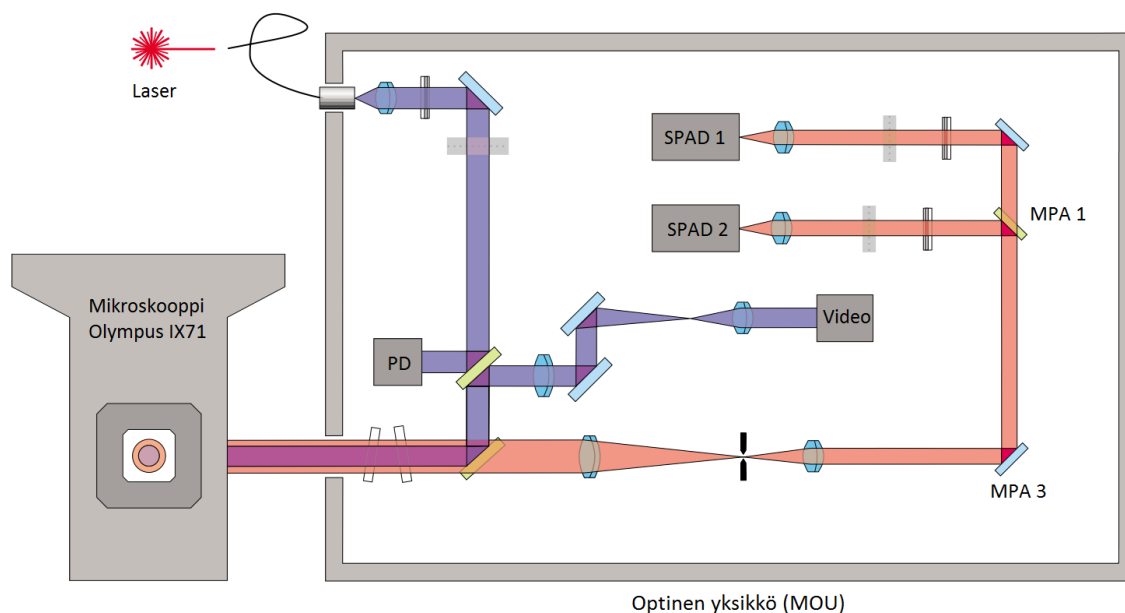 Laser
SPAD 1
SPAD 2
MPA 1
Mikroskooppi
Olympus IX71
PD
Video
MPA 3
Optinen yksikkö (MOU)